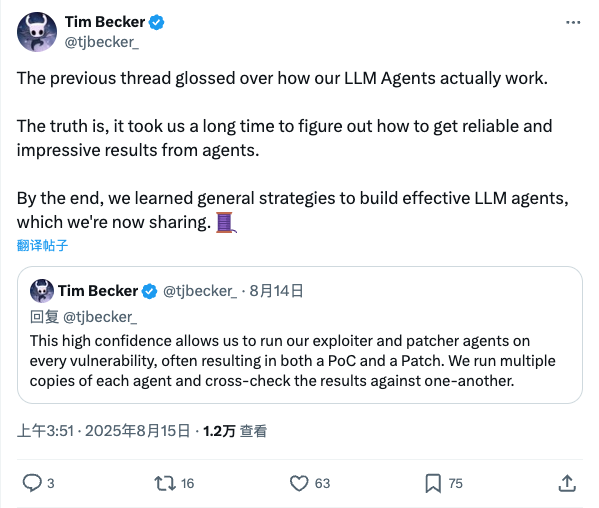 Tim Becker
@tjbecker_
The previous thread glossed over how our LLM Agents actually work.
The truth is, it took us a long time to figure out how to get reliable and
impressive results from agents.
By the end, we learned general strategies to build effective LLM agents,
which we're now sharing. 🧵
翻译帖子
Tim Becker @tjbecker_ · 8月14日
回复 @tjbecker_
This high confidence allows us to run our exploiter and patcher agents on
every vulnerability, often resulting in both a PoC and a Patch. We run multiple
copies of each agent and cross-check the results against one-another.
上午3:51 · 2025年8月15日 · 1.2万 查看
3 16 63 75